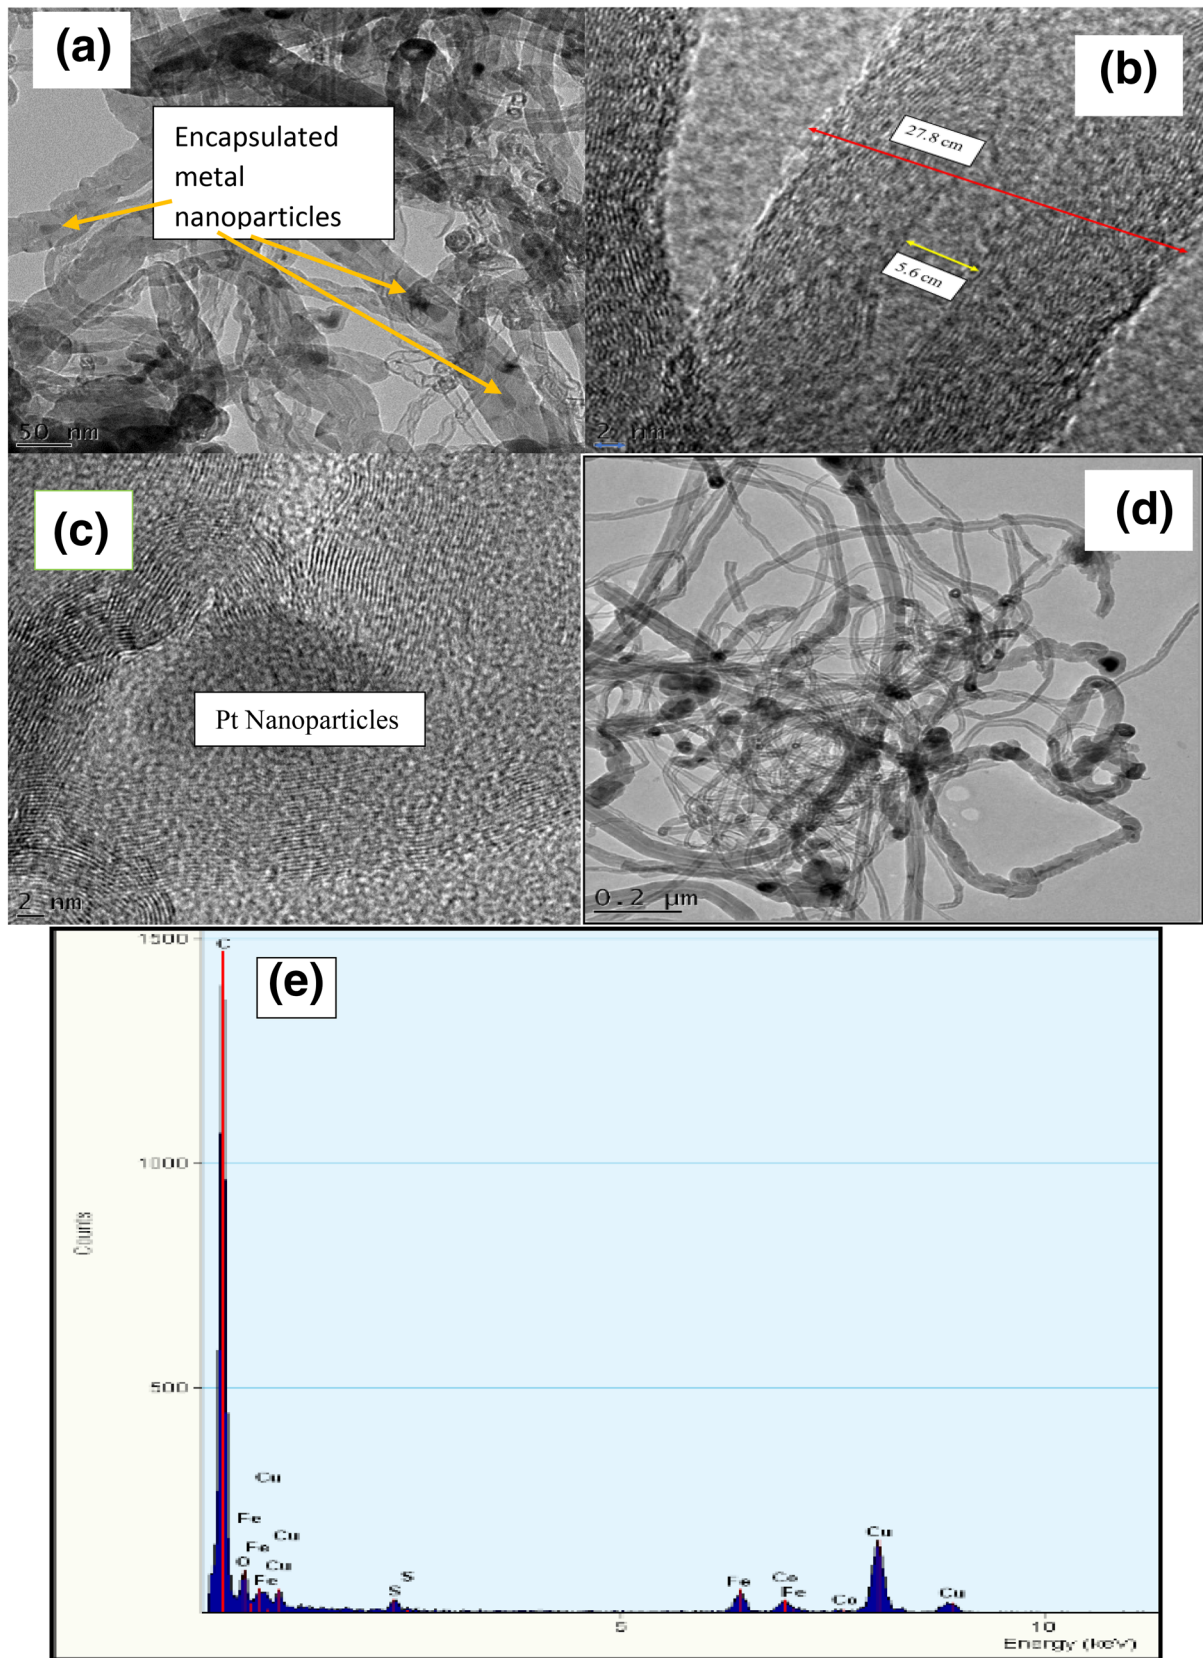 (a)
Encapsulated
metal
nanoparticles
50 nm
(b)
27.8 cm
5.6 cm
2 nm
(c)
Pt Nanoparticles
2 nm
(d)
0.2 µm
(e)
1500
1000
500
Counts
C
Cu
Fe
Cu
Fe
O
Cu
Fe
S
S
Fe
Co
Fe
Co
Cu
Cu
5
10
Energy (keV)